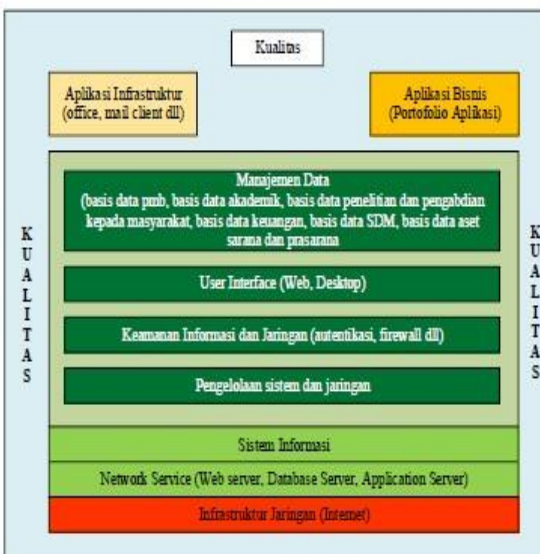 Kualitas
Aplikasi Infrastruktur
(office, mail client dll)
Aplikasi Bisnis
(Portofolio Aplikasi)
KUALITAS
Manajemen Data
(basis data pmb, basis data akademik, basis data penelitian dan pengabdian
kepada masyarakat, basis data keuangan, basis data SDM, basis data aset
sarana dan prasarana
User Interface (Web, Desktop)
Keamanan Informasi dan Jaringan (autentikasi, firewall dll)
Pengelolaan sistem dan jaringan
Sistem Informasi
Network Service (Web server, Database Server, Application Server)
Infrastruktur Jaringan (Internet)
KUALITAS